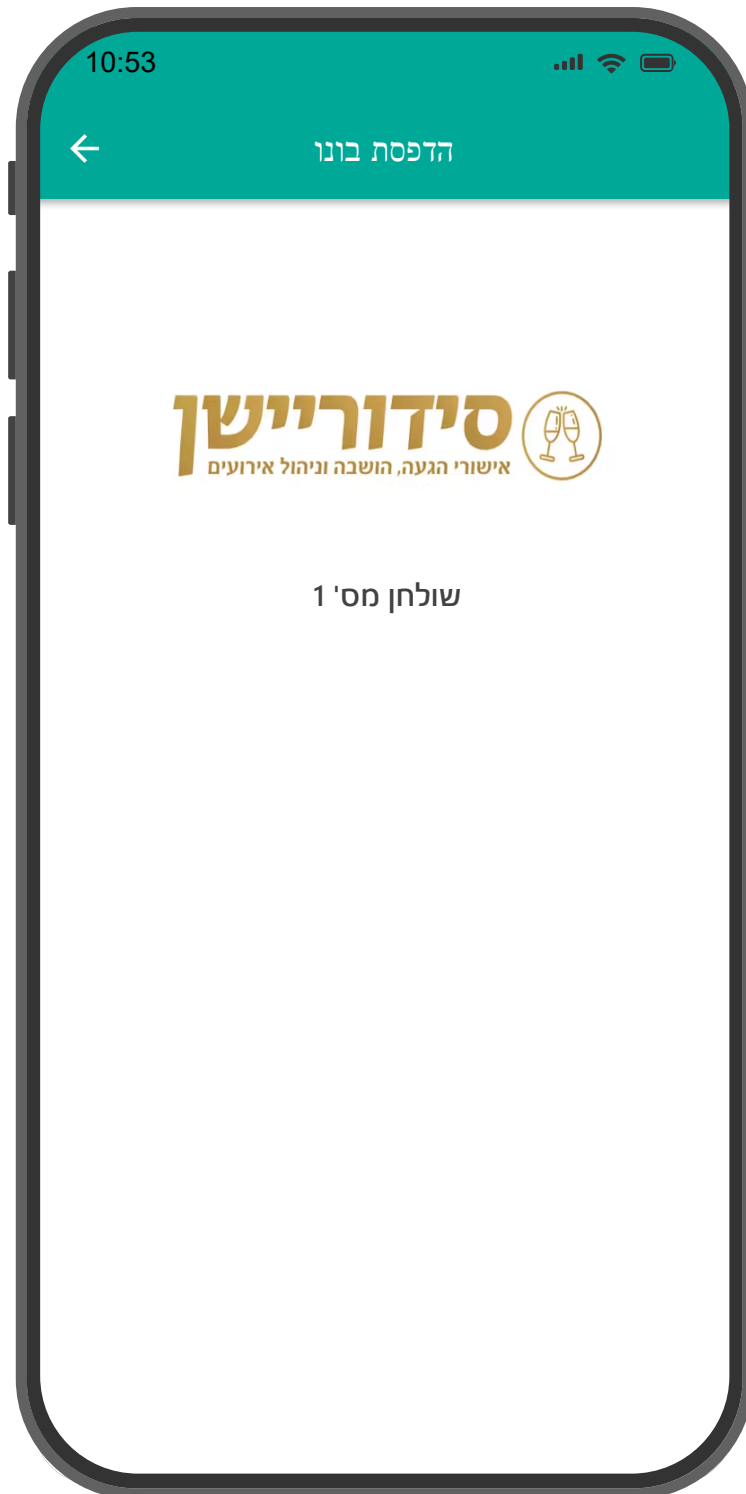 10:53
הדפסת בונו
סידוריישן
אישורי הגעה, הושבה וניהול אירועים
שולחן מס' 1